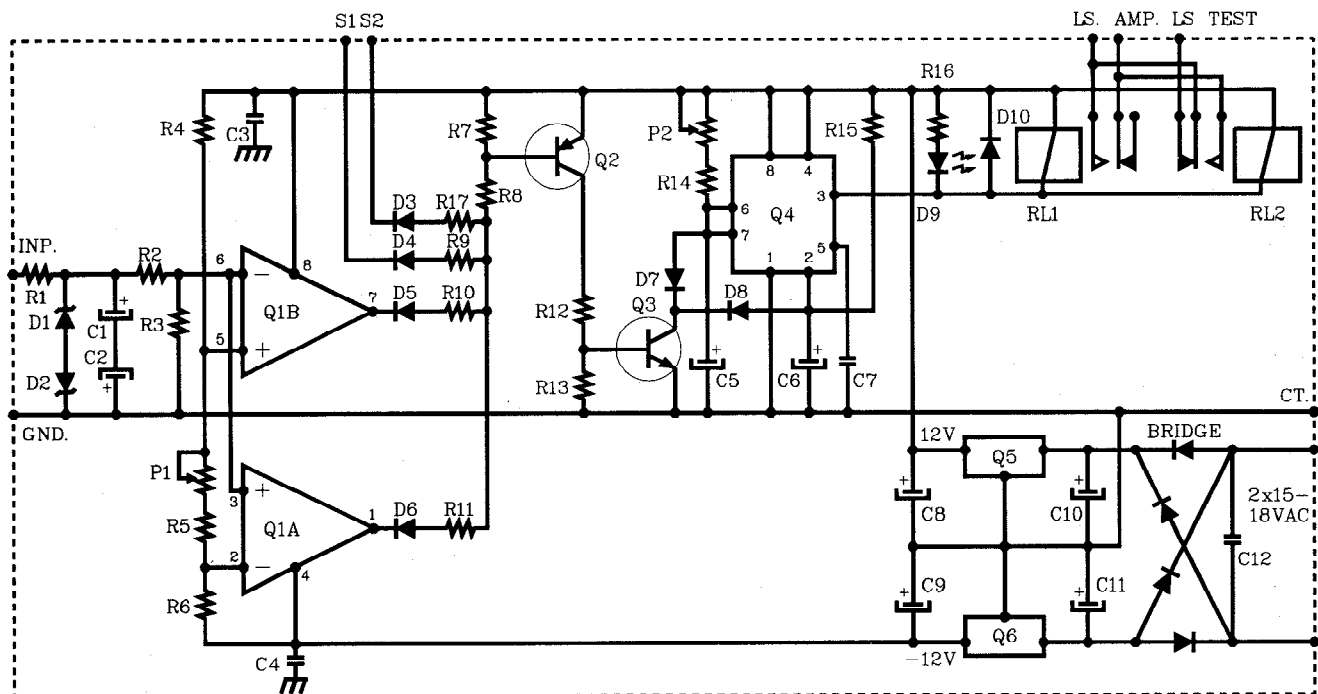 S1 S2
LS. AMP. LS TEST
R4
C3
R7
Q2
P2
R15
R16
D10
R8
R14
8
4
6
7
Q4
3
5
1
2
D9
RL1
RL2
D3
R17
D4
R9
INP.
R2
R1
6
−
8
Q1B
7
D5
R10
D7
Q3
D8
D1
C1
R3
5
+
R12
D2
C2
+
+
R13
+
C5
+
C6
C7
GND.
CT.
P1
12V
Q5
BRIDGE
+
3
Q1A
1
D6
R11
+
C8
+
C10
2x15−
18VAC
R5
2
−
4
C12
R6
+
C9
+
C11
C4
−12V
Q6